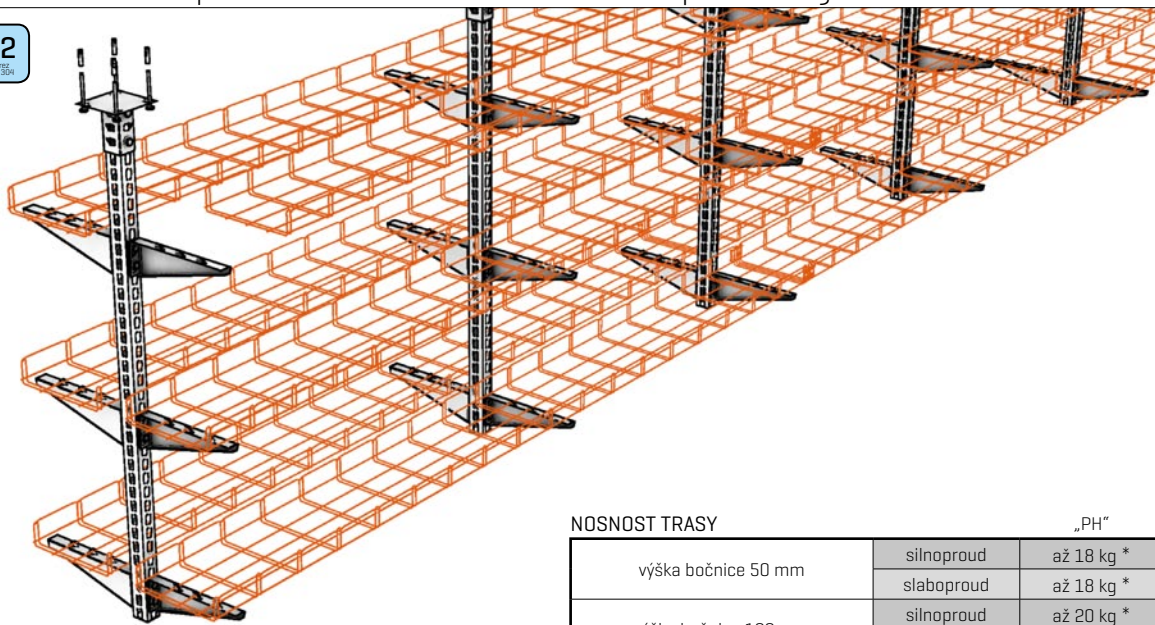 2
304
NOSNOST TRASY „PH“
výška bočnice 50 mm
silnoproud až 18 kg *
slaboproud až 18 kg *
silnoproud až 20 kg *